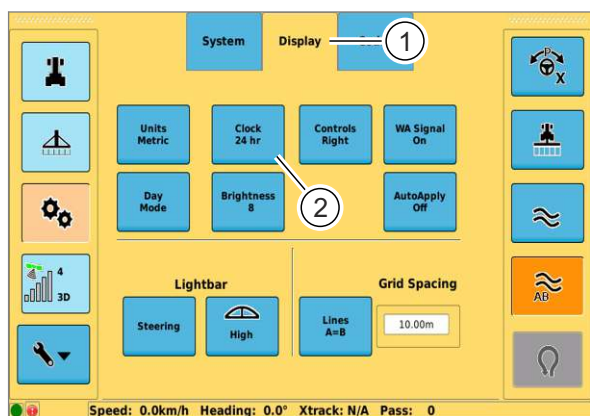 System
Display
1
X
Units
Metric
Clock
24 hr
Controls
Right
WA Signal
On
Day
Mode
Brightness
8
2
AutoApply
Off
4
3D
Lightbar
Grid Spacing
Steering
High
Lines
A=B
10.00m
AB
Speed: 0.0km/h Heading: 0.0° Xtrack: N/A Pass: 0